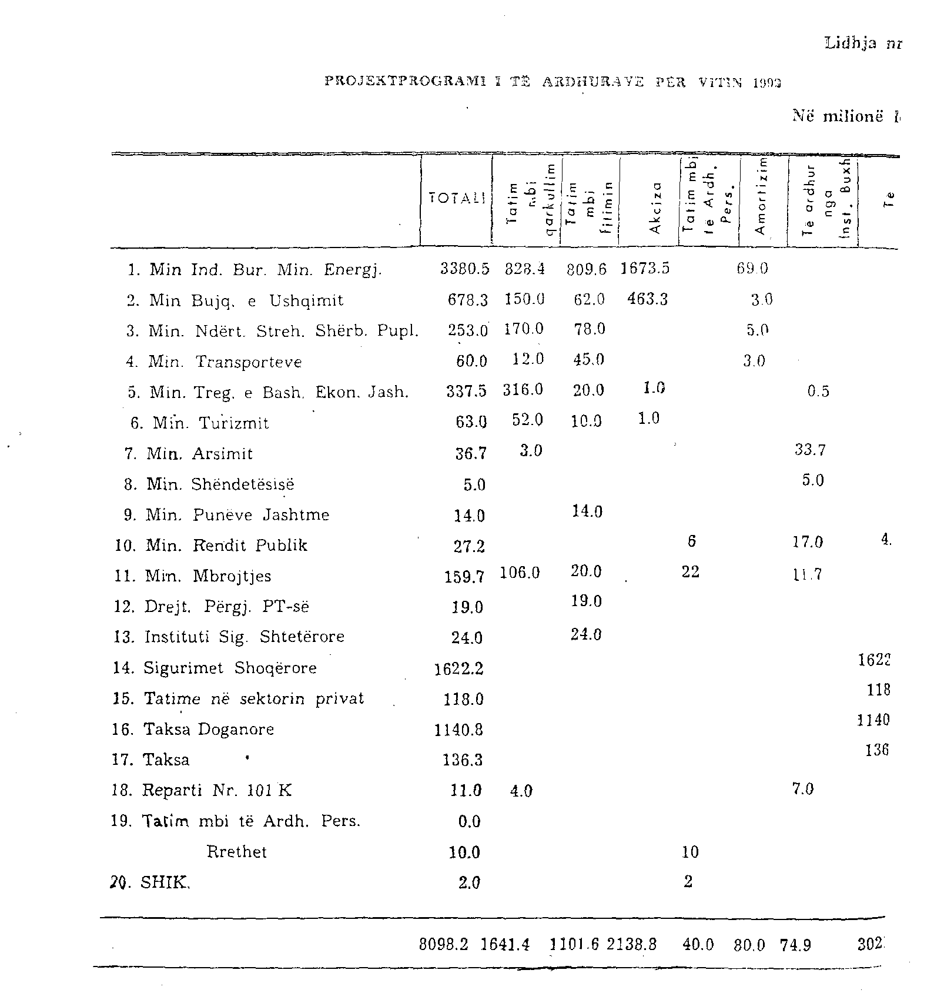 Lidhja nr
PROJEKTPROGRAMI I TË ARDHURAVE PËR VITIN 1993
Në milionë
TOTALI Tatim mbi qarkullim Tatim mbi fitimin Akciza Tatim mbi të Ardh. Pers. Amortizim Të ardhur nga Inst. Buxh Te
1. Min Ind. Bur. Min. Energj. 3380.5 828.4 809.6 1673.5 69.0
2. Min Bujq. e Ushqimit 678.3 150.0 62.0 463.3 3.0
3. Min. Ndërt. Streh. Shërb. Pupl. 253.0 170.0 78.0 5.0
4. Min. Transporteve 60.0 12.0 45.0 3.0
5. Min. Treg. e Bash. Ekon. Jash. 337.5 316.0 20.0 1.0 0.5
6. Min. Turizmit 63.0 52.0 10.0 1.0
7. Min. Arsimit 36.7 3.0 33.7
8. Min. Shëndetësisë 5.0 5.0
9. Min. Punëve Jashtme 14.0 14.0
10. Min. Rendit Publik 27.2 6 17.0 4.
11. Min. Mbrojtjes 159.7 106.0 20.0 22 11.7
12. Drejt. Përgj. PT-së 19.0 19.0
13. Instituti Sig. Shtetërore 24.0 24.0
14. Sigurimet Shoqërore 1622.2 1622
15. Tatime në sektorin privat 118.0 118
16. Taksa Doganore 1140.8 1140
17. Taksa 136.3 136
18. Reparti Nr. 101 K 11.0 4.0 7.0
19. Tatim mbi të Ardh. Pers. 0.0
Rrethet 10.0 10
20. SHIK. 2.0 2
8098.2 1641.4 1101.6 2138.8 40.0 80.0 74.9 302